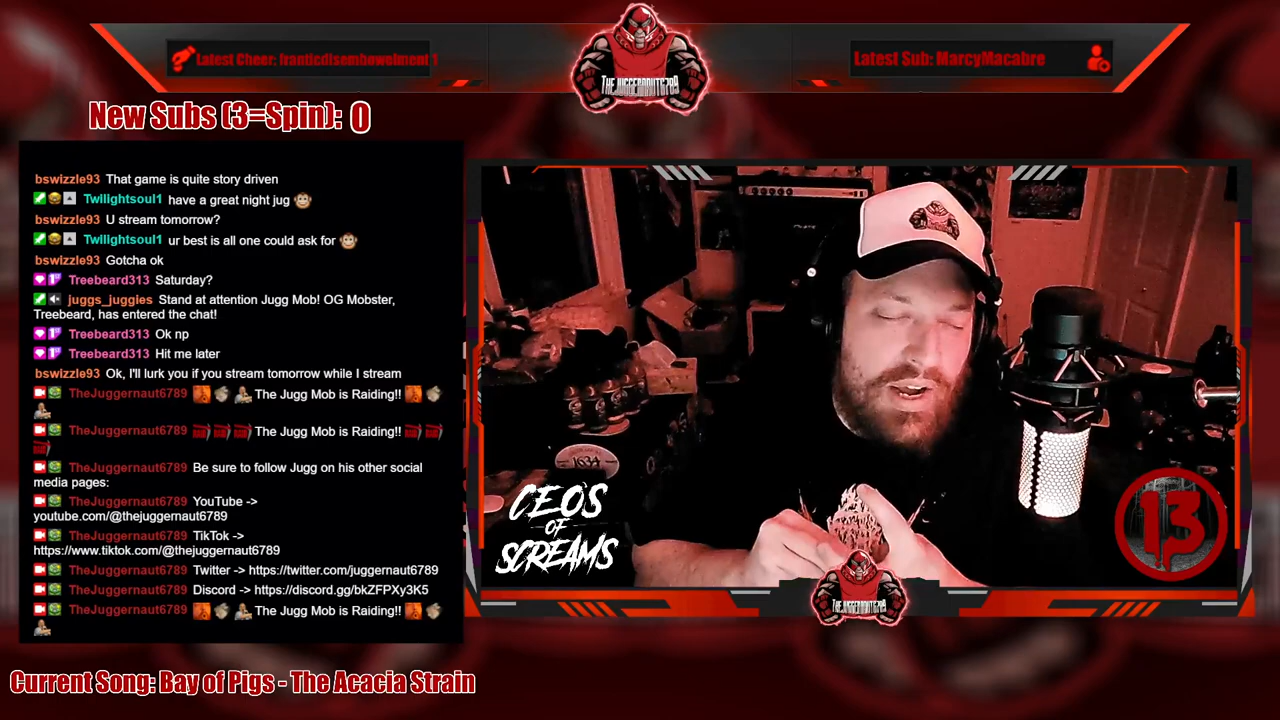 Latest Cheer: Ivanticdisembowelment 1
THEJUGGERNAUT6789
Latest Sub: MarcyMacabre
New Subs (3=Spin): 0
bswizzle93 That game is quite story driven
Twilightsoul1 have a great night jug
bswizzle93 U stream tomorrow?
Twilightsoul1 ur best is all one could ask for
bswizzle93 Gotcha ok
Treebeard313 Saturday?
juggs_juggies Stand at attention Jugg Mob! OG Mobster,
Treebeard, has entered the chat!
Treebeard313 Ok np
Treebeard313 Hit me later
bswizzle93 Ok, I'll lurk you if you stream tomorrow while I stream
TheJuggernaut6789 The Jugg Mob is Raiding!!
TheJuggernaut6789 The Jugg Mob is Raiding!!
TheJuggernaut6789 Be sure to follow Jugg on his other social
media pages:
TheJuggernaut6789 YouTube ->
youtube.com/@thejuggernaut6789
TheJuggernaut6789 TikTok ->
https://www.tiktok.com/@thejuggernaut6789
TheJuggernaut6789 Twitter -> https://twitter.com/juggernaut6789
TheJuggernaut6789 Discord -> https://discord.gg/bkZFPXy3K5
TheJuggernaut6789 The Jugg Mob is Raiding!!
1634
CEO'S
OF
SCREAMS
13
THEJUGGERNAUT6789
Current Song: Bay of Pigs - The Acacia Strain